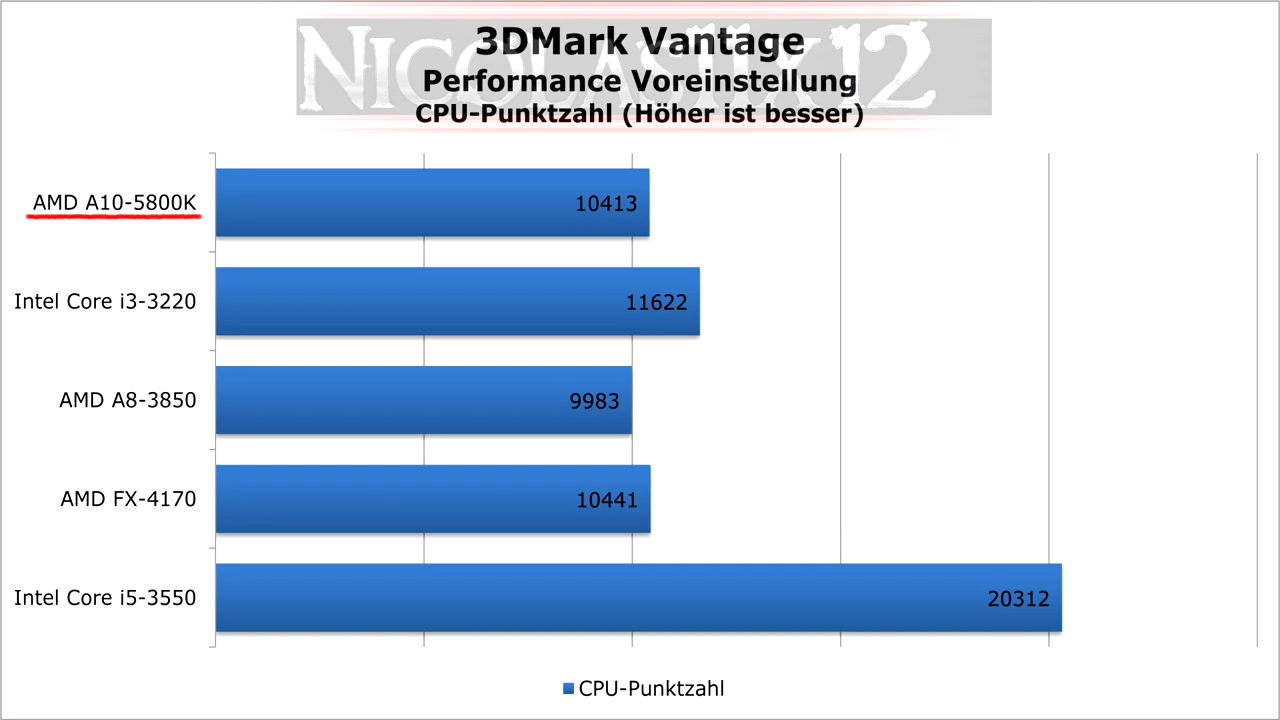 3DMark Vantage
Performance Voreinstellung
CPU-Punktzahl (Höher ist besser)
AMD A10-5800K
10413
Intel Core i3-3220
11622
AMD A8-3850
9983
AMD FX-4170
10441
Intel Core i5-3550
20312
CPU-Punktzahl